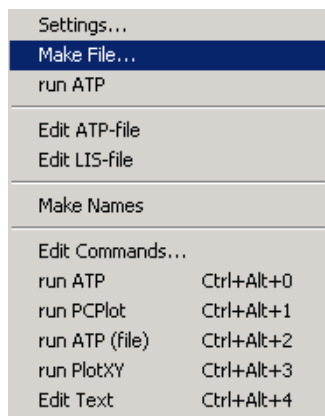 Settings...
Make File...
run ATP
Edit ATP-file
Edit LIS-file
Make Names
Edit Commands...
run ATP Ctrl+Alt+0
run PCPlot Ctrl+Alt+1
run ATP (file) Ctrl+Alt+2
run PlotXY Ctrl+Alt+3
Edit Text Ctrl+Alt+4